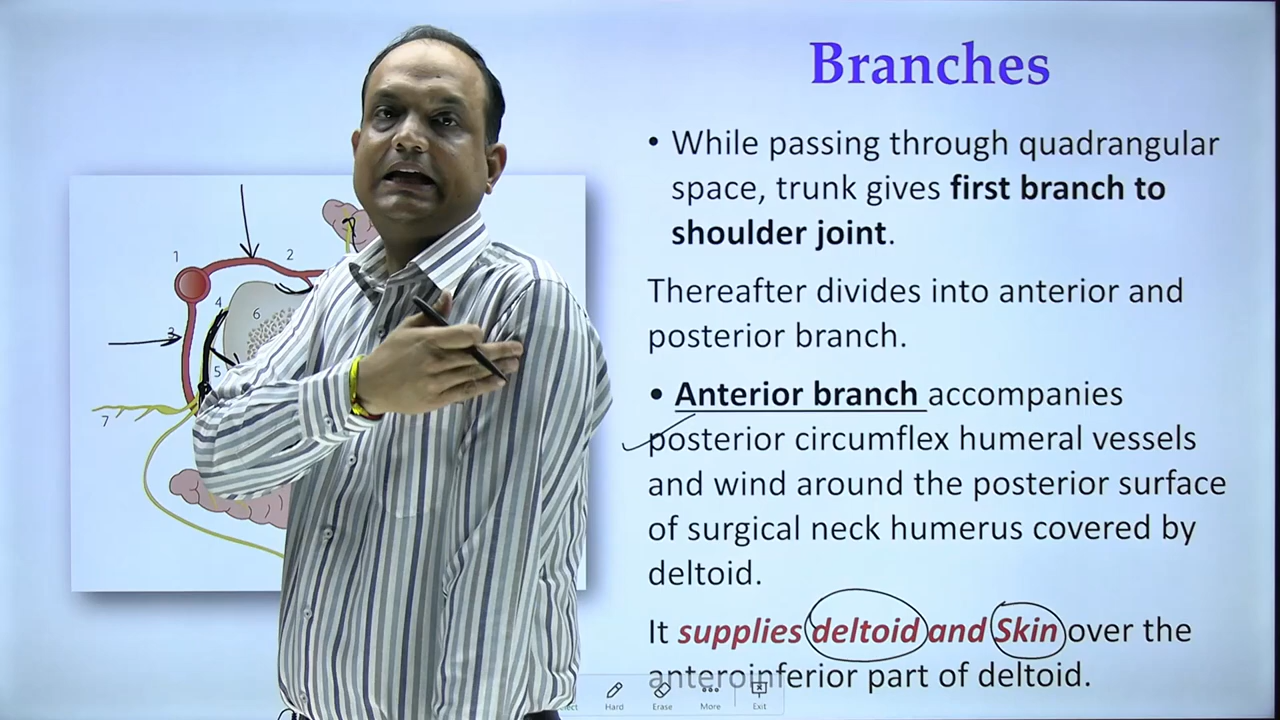 Branches
• While passing through quadrangular
space, trunk gives first branch to
shoulder joint.
Thereafter divides into anterior and
posterior branch.
• Anterior branch accompanies
posterior circumflex humeral vessels
and wind around the posterior surface
of surgical neck humerus covered by
deltoid.
It supplies deltoid and Skin over the
anteroinferior part of deltoid.
1
2
3
4
6
5
7
Hard
Erase
More
Exit